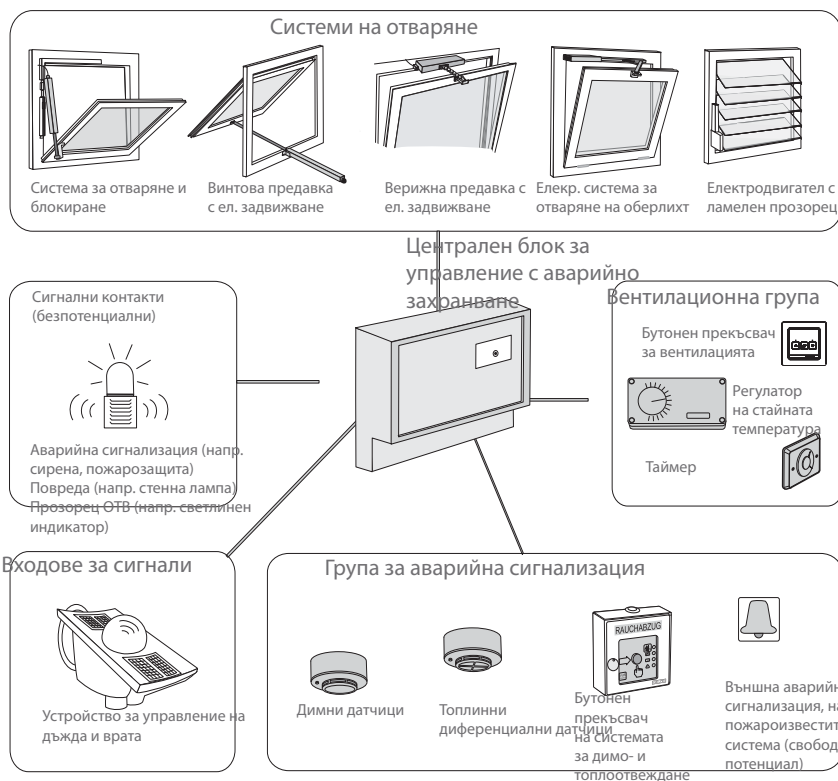 Системи на отваряне
Система за отваряне и
блокиране
Винтова предавка
с ел. задвижване
Верижна предавка с
ел. задвижване
Елекр. система за
отваряне на оберлихт
Електродвигател с
ламелен прозорец
Централен блок за
управление с аварийно
захранване
Сигнални контакти
(безпотенциални)
Аварийна сигнализация (напр.
сирена, пожарозащита)
Повреда (напр. стенна лампа)
Прозорец ОТВ (напр. светлинен
индикатор)
Вентилационна група
Бутонен прекъсвач
за вентилацията
Регулатор
на стайната
температура
Таймер
Входове за сигнали
Устройство за управление на
дъжда и врата
Група за аварийна сигнализация
Димни датчици
Топлинни
диференциални датчици
RAUCHABZUG
Бутонен
прекъсвач
на системата
за димо- и
топлоотвеждане
Външна аварийн
сигнализация, на
пожароизвестит
система (свобод
потенциал)